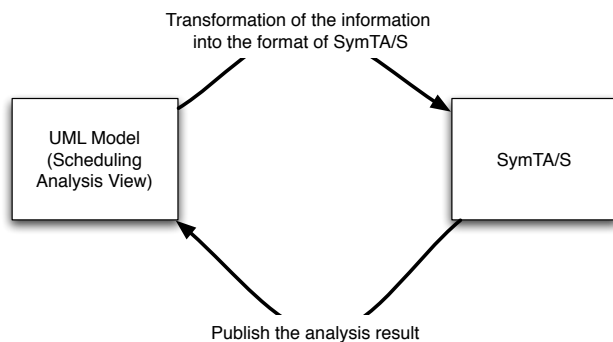 Transformation of the information
into the format of SymTA/S
UML Model
(Scheduling
Analysis View)
SymTA/S
Publish the analysis result